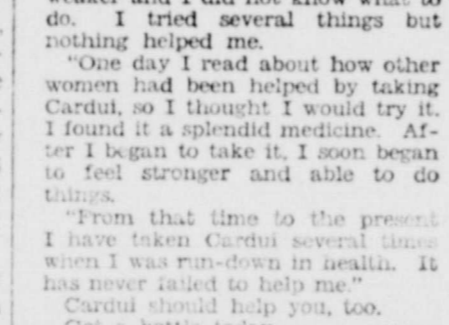 weaker and I did not know what to
do. I tried several things but
nothing helped me.
"One day I read about how other
women had been helped by taking
Cardui, so I thought I would try it.
I found it a splendid medicine. Af-
ter I began to take it, I soon began
to feel stronger and able to do
things.
"From that time to the present
I have taken Cardui several times
when I was run-down in health. It
has never failed to help me."
Cardui should help you, too.
Get a bottle today